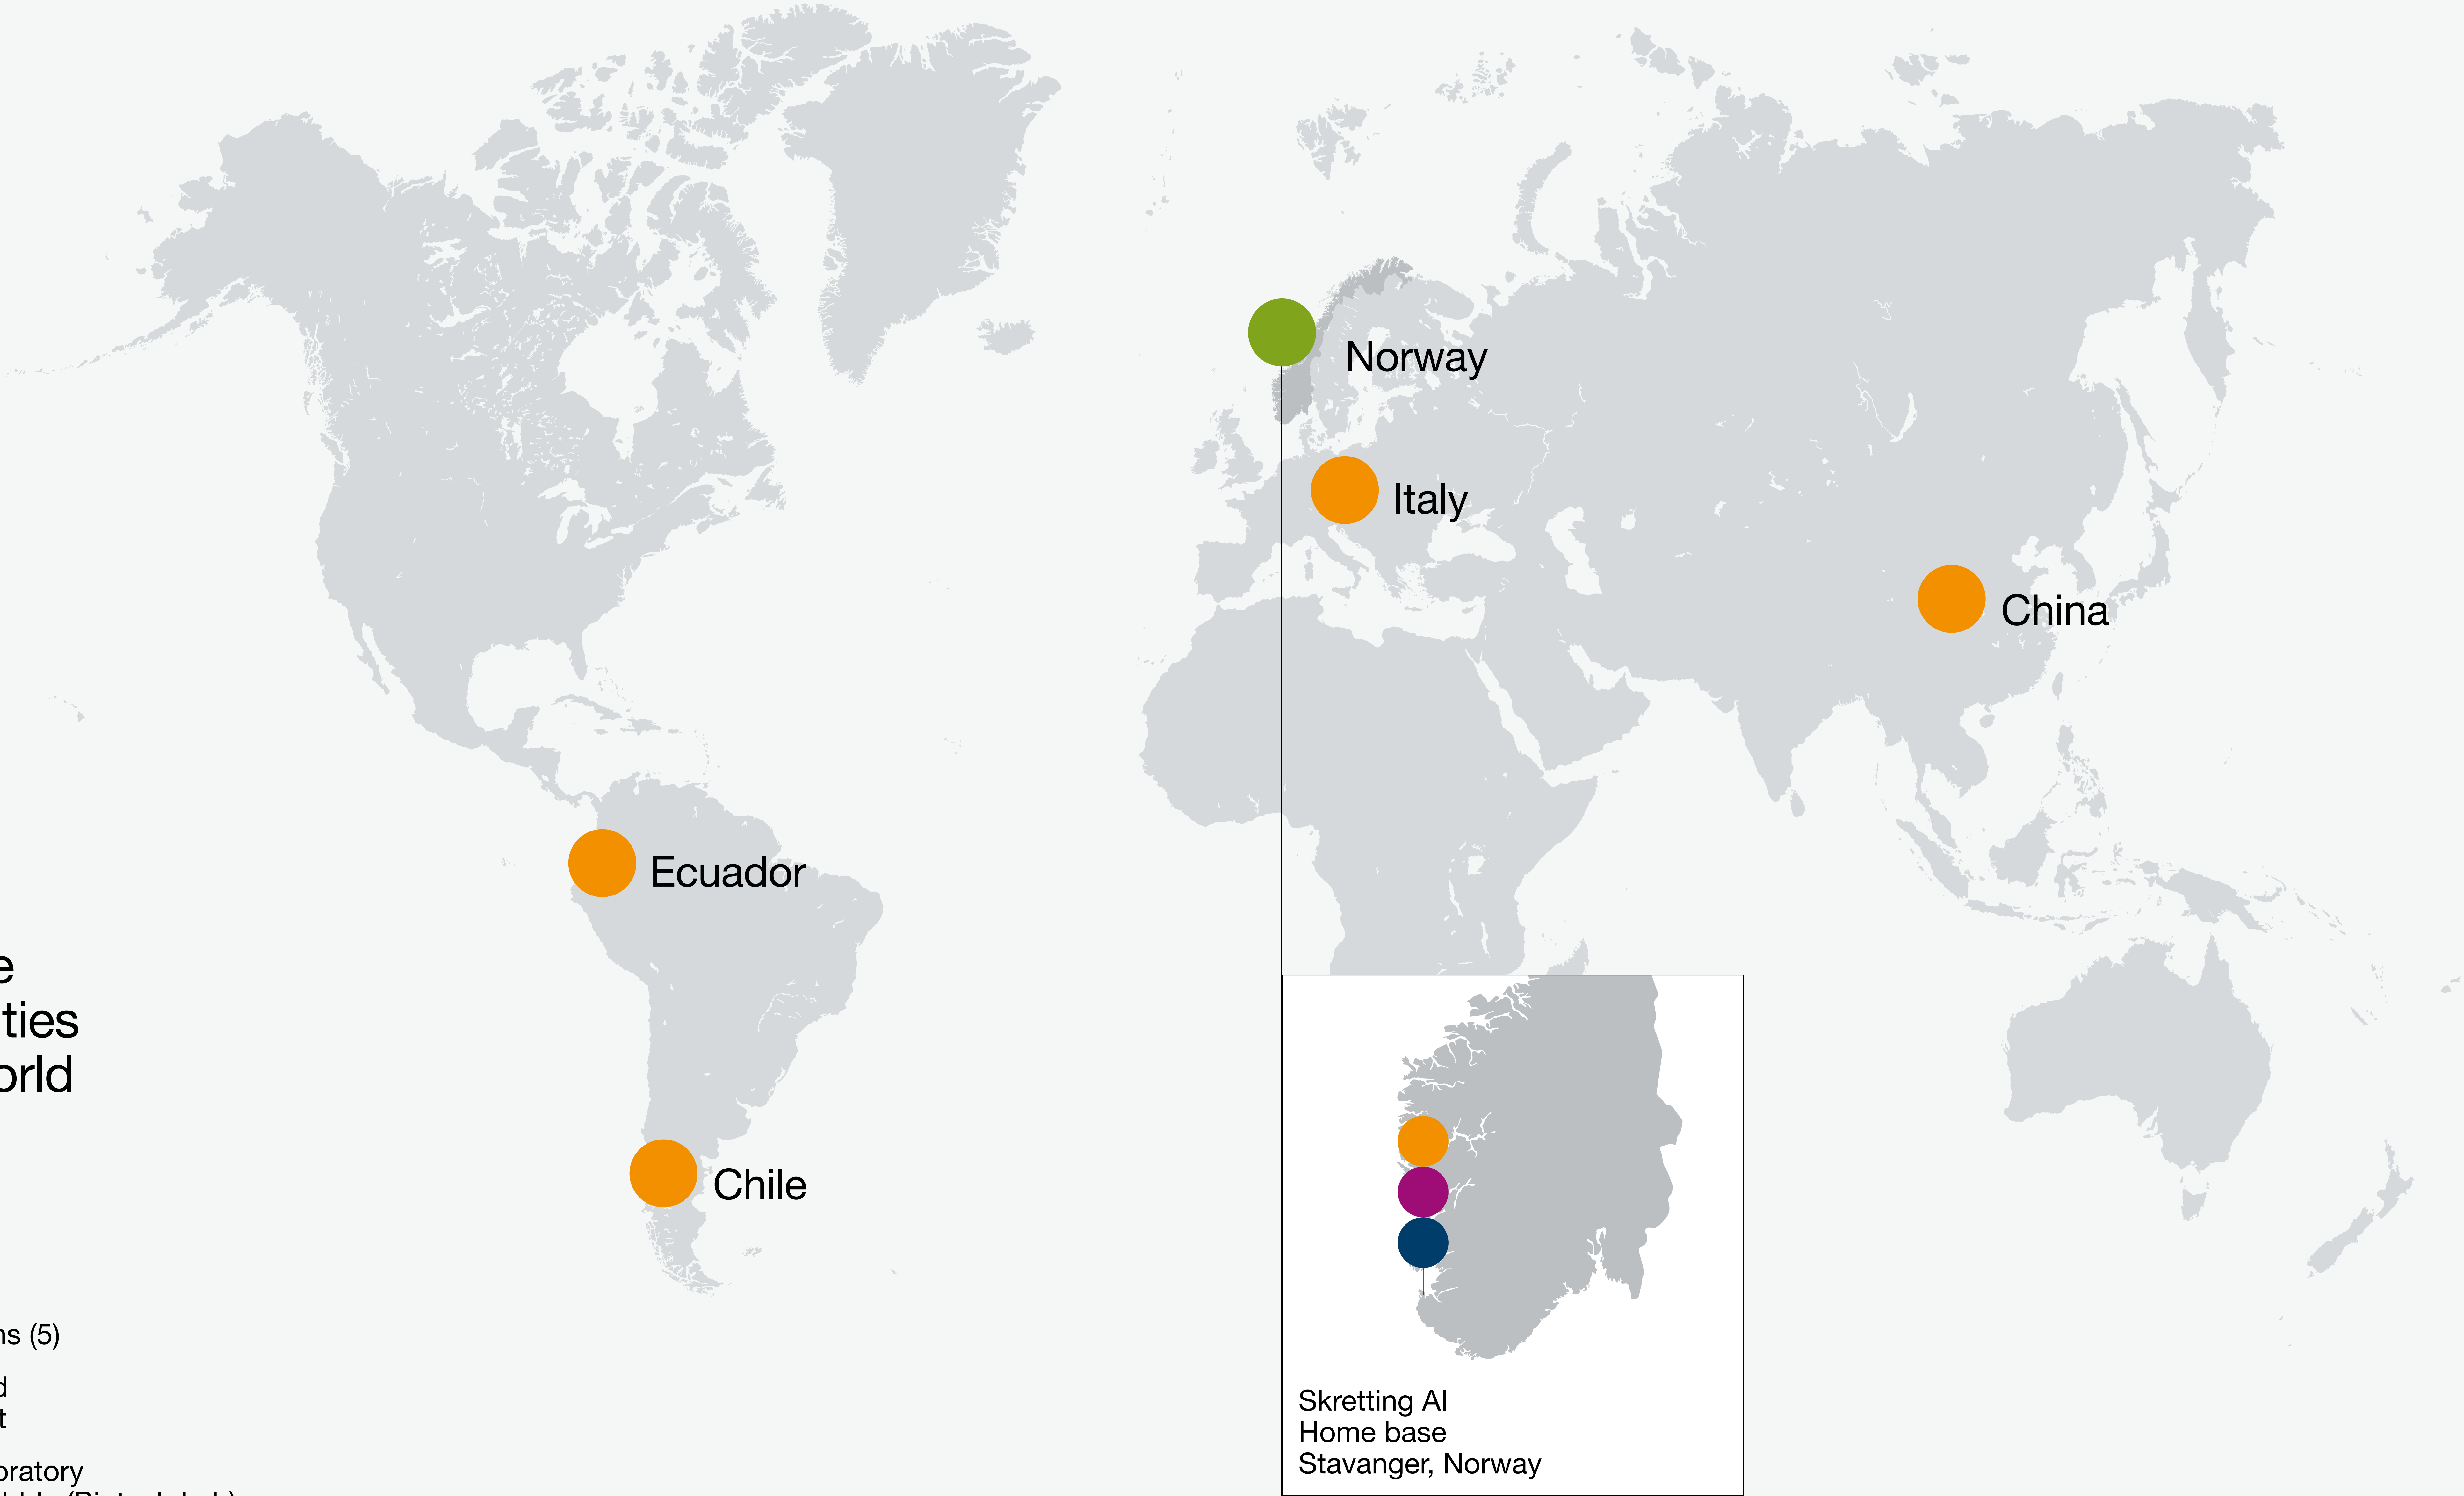 Norway
Italy
China
Ecuador
Chile
e
ties
orld
ns (5)
d
t
oratory
Skretting AI
Home base
Stavanger, Norway